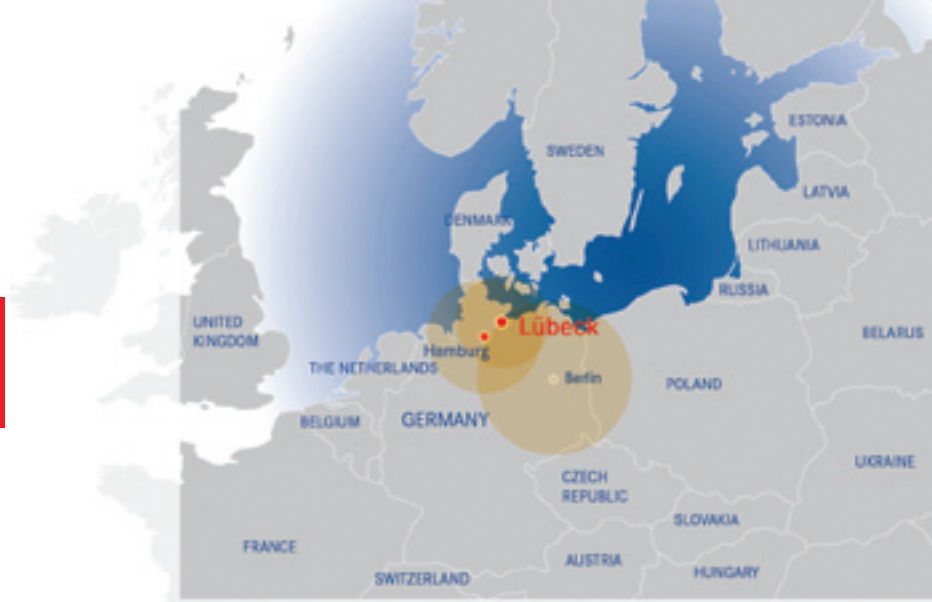 ESTONIA
SWEDEN
LATVIA
DENMARK
LITHUANIA
RUSSIA
UNITED
KINGDOM
Lübeck
BELARUS
Hamburg
THE NETHERLANDS
Berlin
POLAND
BELGIUM
GERMANY
UKRAINE
CZECH
REPUBLIC
SLOVAKIA
FRANCE
AUSTRIA
SWITZERLAND
HUNGARY